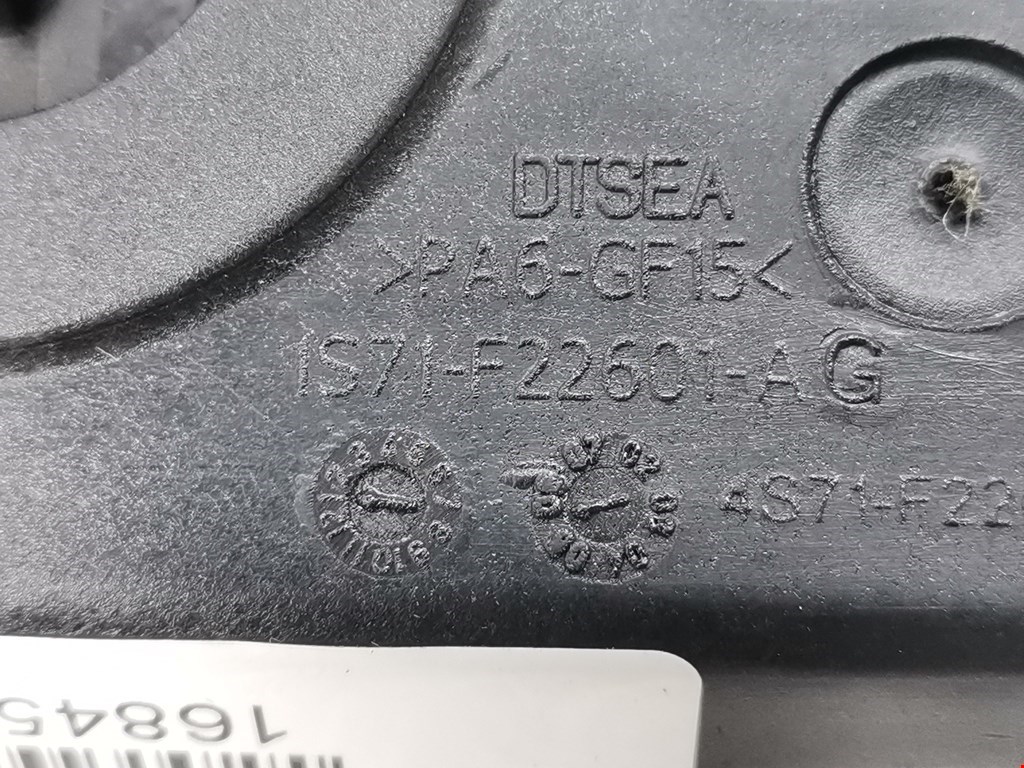 DTSEA
>PA6-GF15<
1S71-F22601-AG
4S71-F22
16845